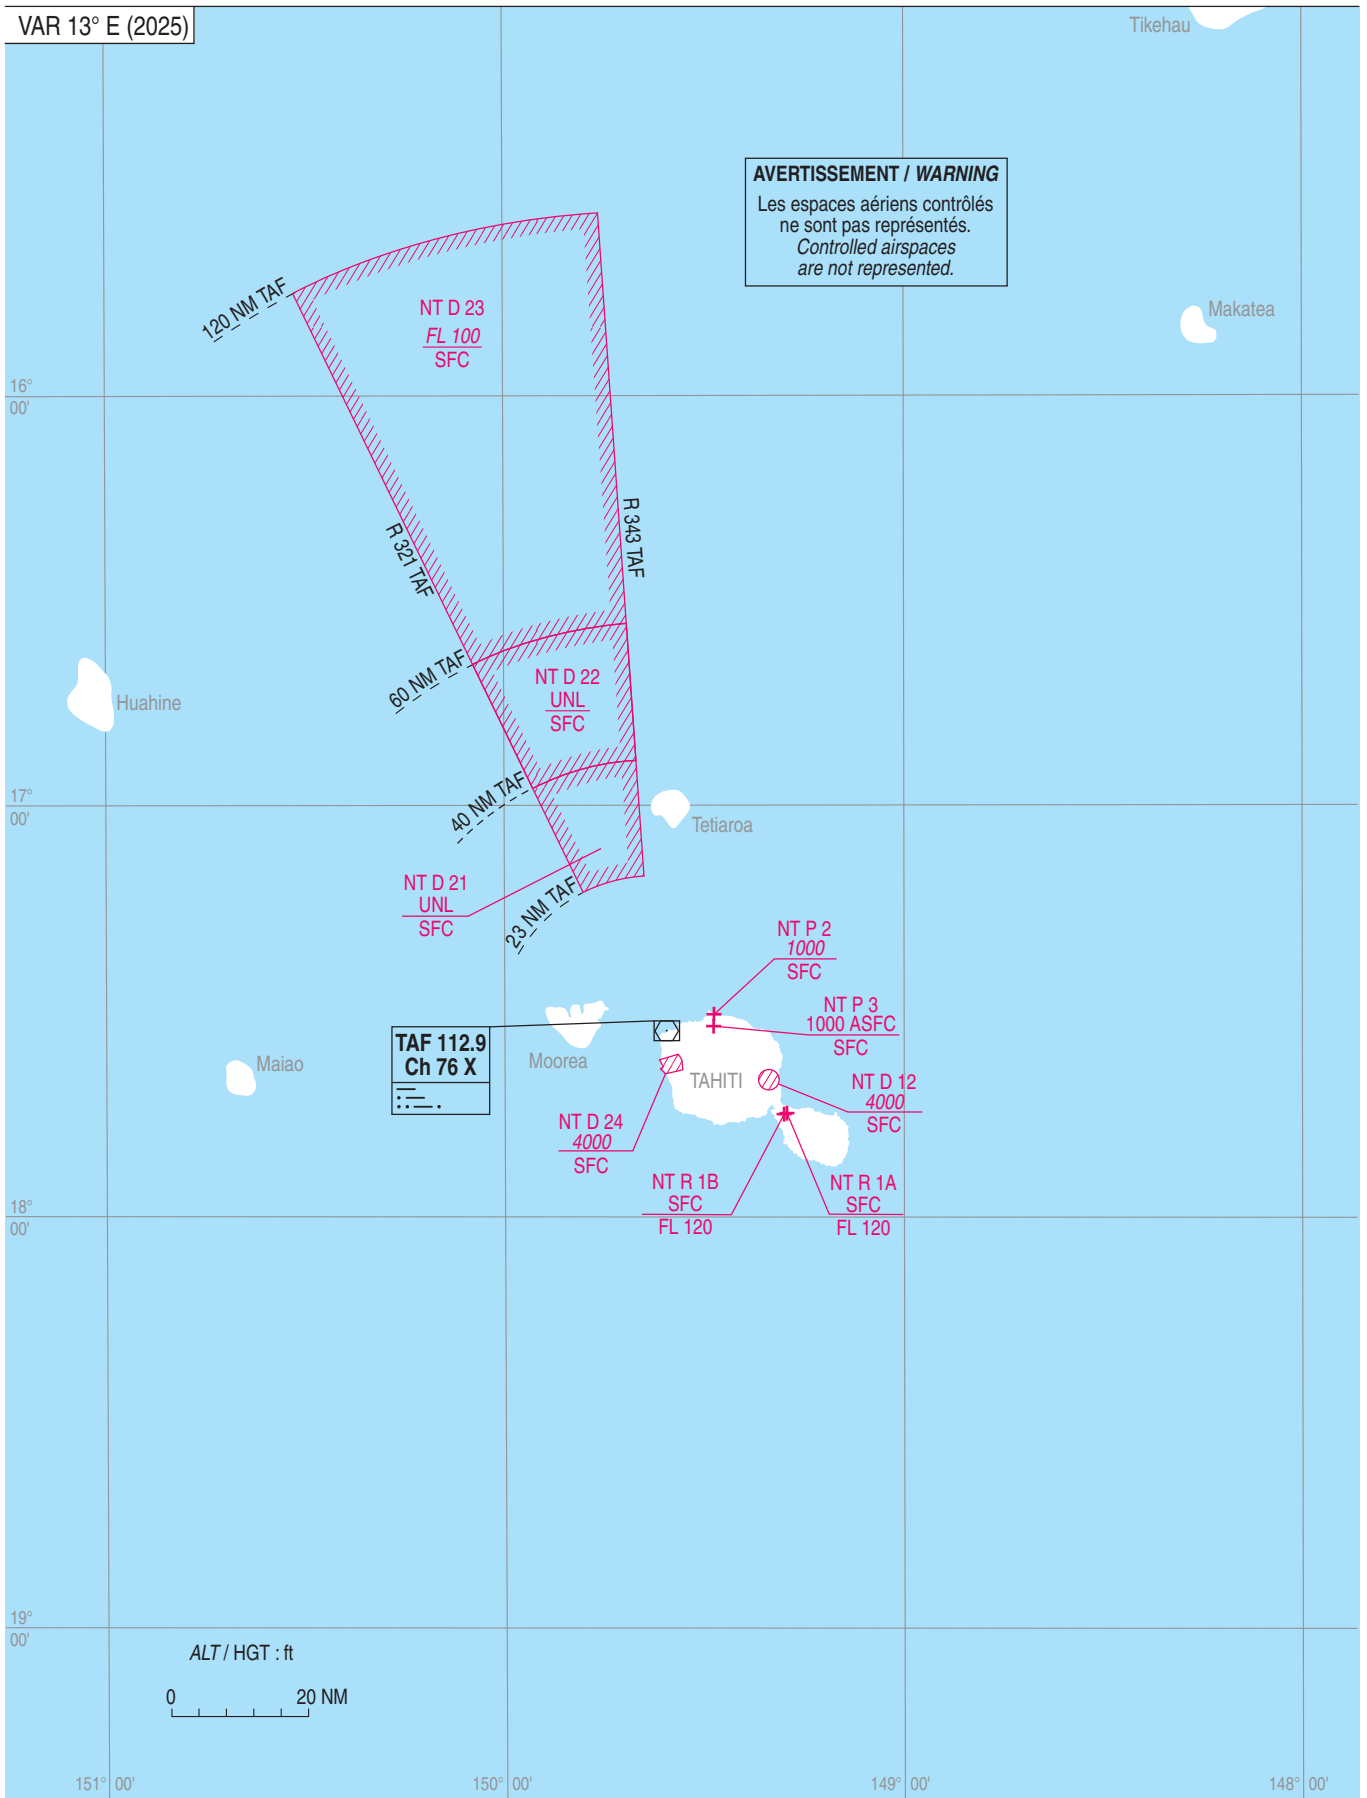 VAR 13° E (2025)
Tikehau
AVERTISSEMENT / WARNING
Les espaces aériens contrôlés
ne sont pas représentés.
Controlled airspaces
are not represented.
120 NM TAF
NT D 23
FL 100
SFC
Makatea
16°
00'
R 321 TAF
R 343 TAF
60 NM TAF
NT D 22
UNL
SFC
Huahine
40 NM TAF
17°
00'
Tetiaroa
NT D 21
UNL
SFC
23 NM TAF
NT P 2
1000
SFC
NT P 3
1000 ASFC
SFC
TAF 112.9
Ch 76 X
Moorea
Maiao
TAHITI
NT D 12
4000
SFC
NT D 24
4000
SFC
NT R 1B
SFC
FL 120
NT R 1A
SFC
FL 120
18°
00'
19°
00'
ALT / HGT : ft
0 20 NM
151° 00'
150° 00'
149° 00'
148° 00'